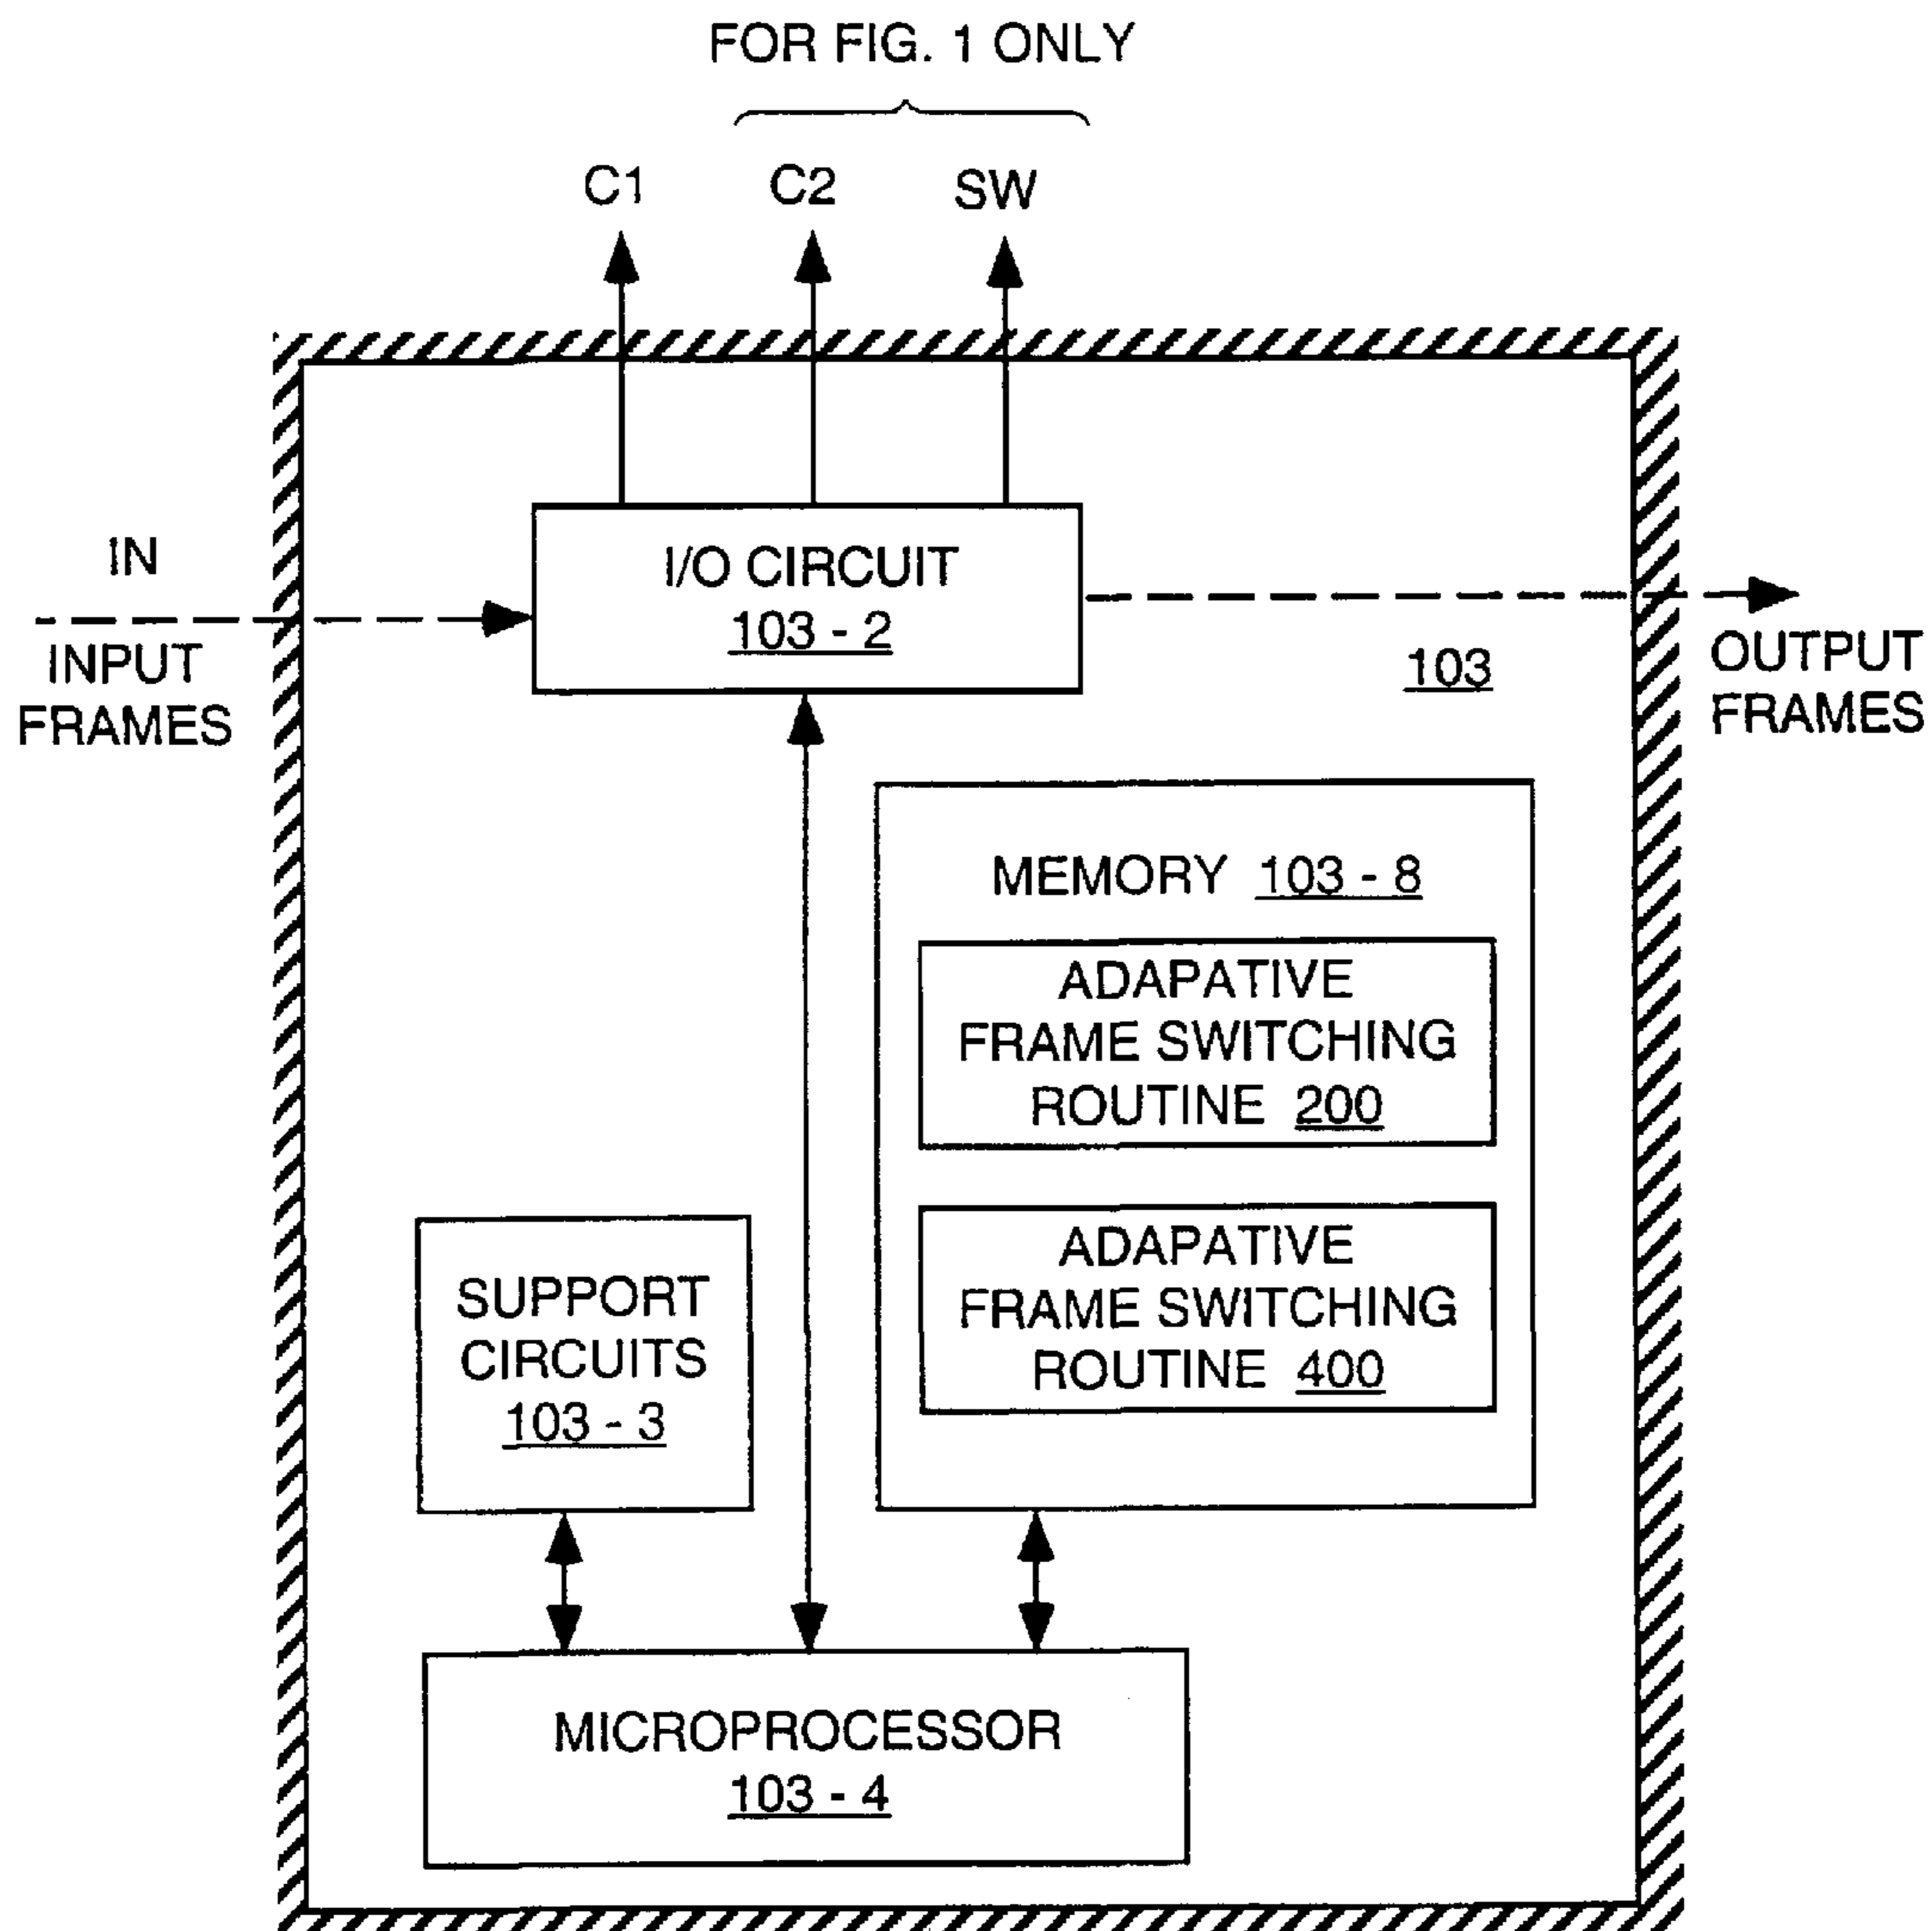 FOR FIG. 1 ONLY
C1
C2
SW
IN
INPUT
FRAMES
I/O CIRCUIT
103 - 2
103
OUTPUT
FRAMES
MEMORY 103 - 8
ADAPATIVE
FRAME SWITCHING
ROUTINE 200
ADAPATIVE
FRAME SWITCHING
ROUTINE 400
SUPPORT
CIRCUITS
103 - 3
MICROPROCESSOR
103 - 4